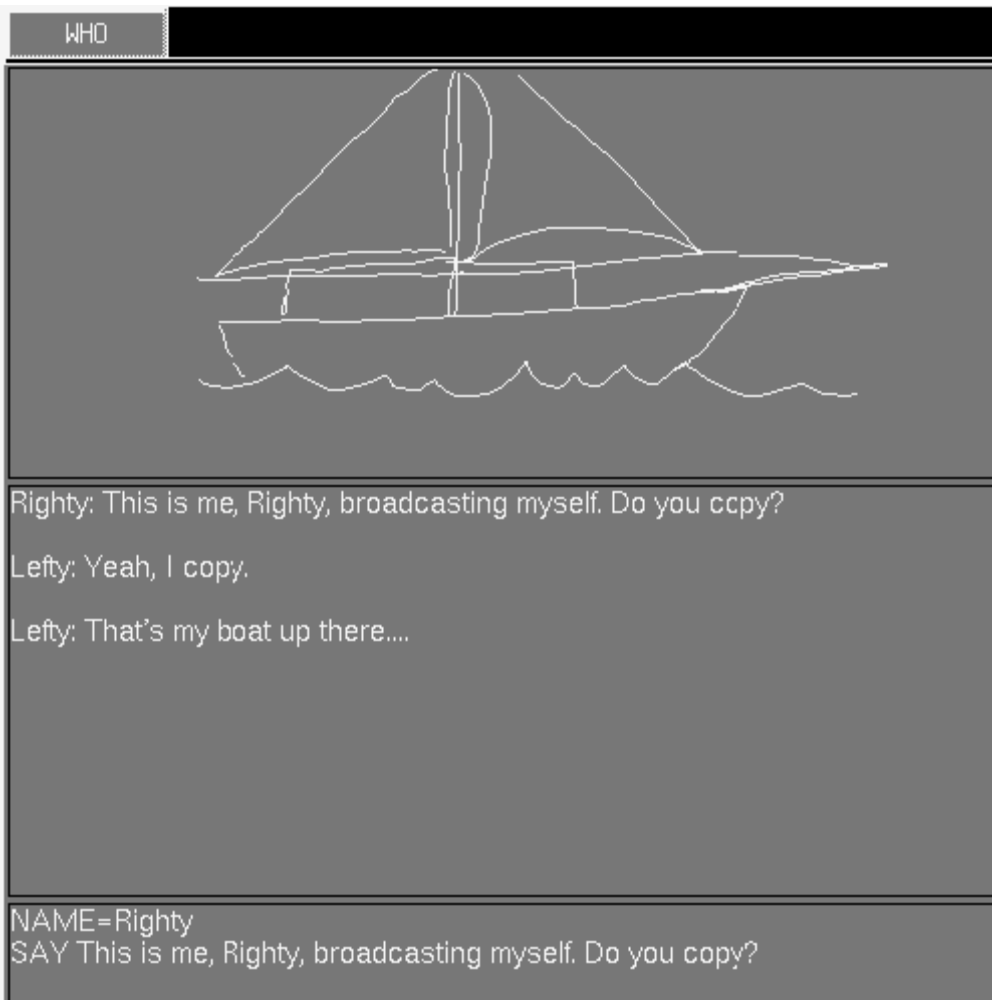 WHO
Righty: This is me, Righty, broadcasting myself. Do you copy?
Lefty: Yeah, I copy.
Lefty: That's my boat up there....
NAME=Righty
SAY This is me, Righty, broadcasting myself. Do you copy?